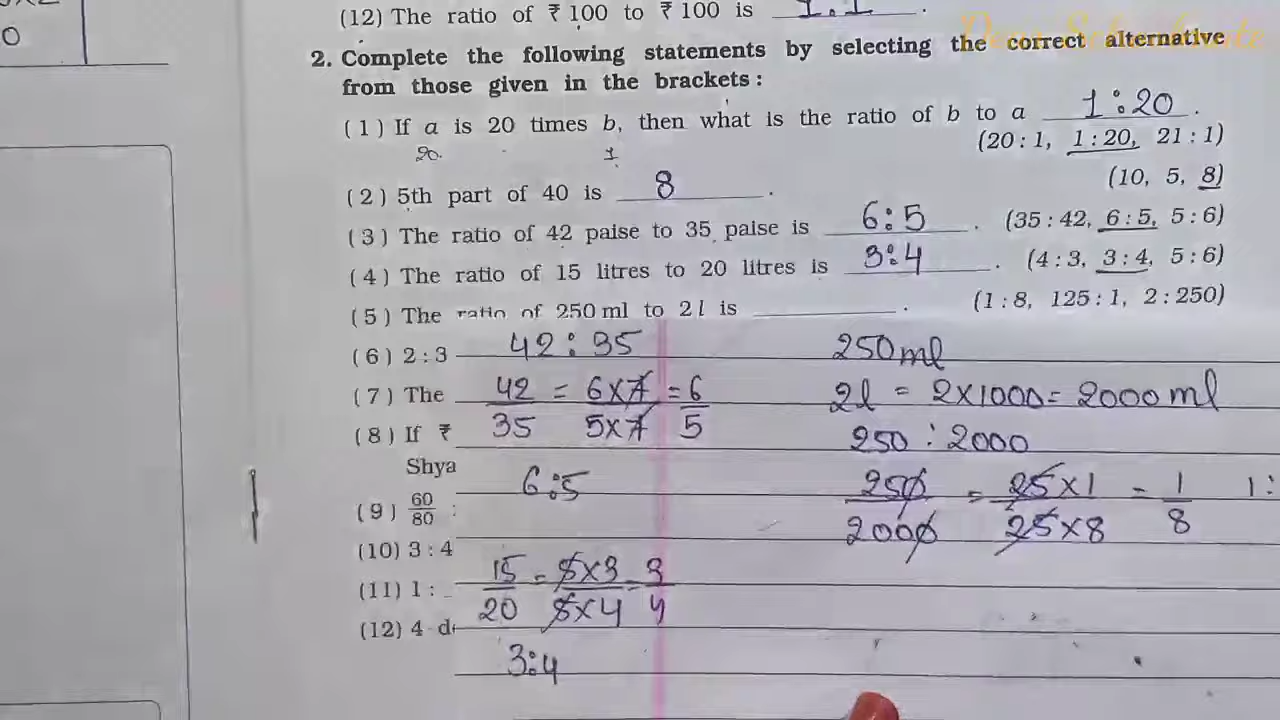 (12) The ratio of ₹ 100 to ₹ 100 is 1:1.
0
2. Complete the following statements by selecting the correct alternative
from those given in the brackets :
(1) If a is 20 times b, then what is the ratio of b to a 1:20.
20. 1
(20 : 1, 1 : 20, 21 : 1)
(2) 5th part of 40 is 8. (10, 5, 8)
(3) The ratio of 42 paise to 35 paise is 6:5. (35 : 42, 6 : 5, 5 : 6)
(4) The ratio of 15 litres to 20 litres is 3:4. (4 : 3, 3 : 4, 5 : 6)
(5) The ratio of 250 ml to 2 l is ______. (1 : 8, 125 : 1, 2 : 250)
(6) 2 : 3
(7) The
(8) If ₹
Shya
(9) 60/80 :
(10) 3 : 4
(11) 1 :
(12) 4 d
42 : 35
42/35 = 6×7/5×7 = 6/5
6:5
15/20 = 5×3/5×4 = 3/4
3:4
250 ml
2l = 2×1000 = 2000 ml
250 : 2000
250/2000 = 25×1/25×8 = 1/8 1: